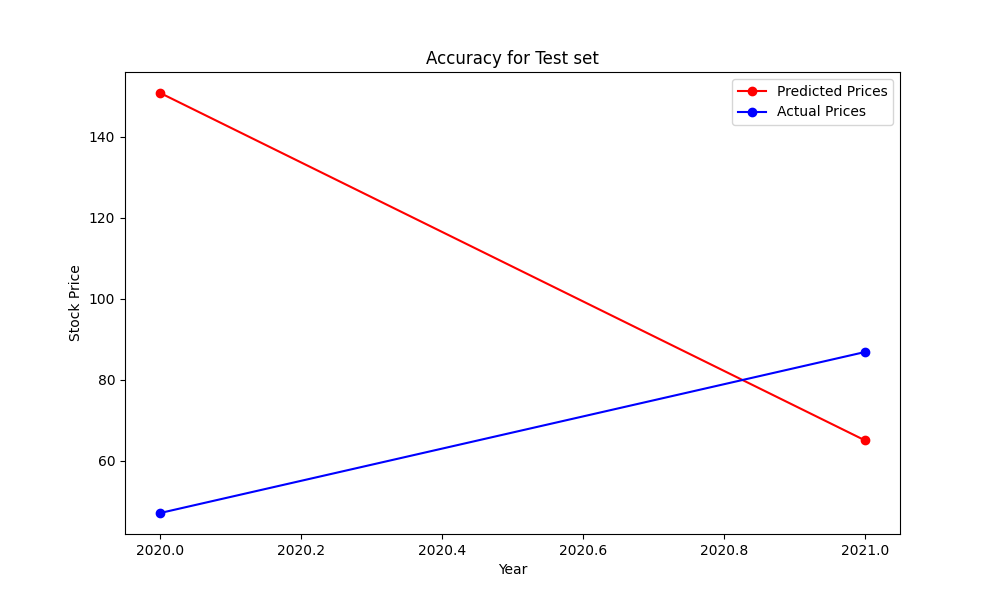 Accuracy for Test set
Predicted Prices
Actual Prices
Stock Price
140
120
100
80
60
2020.0
2020.2
2020.4
2020.6
2020.8
2021.0
Year